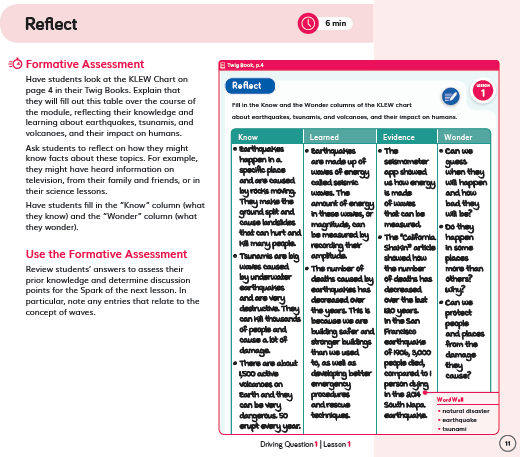 Reflect
6 min
Formative Assessment
Have students look at the KLEW Chart on
page 4 in their Twig Books. Explain that
they will fill out this table over the course of
the module, reflecting their knowledge and
learning about earthquakes, tsunamis, and
volcanoes, and their impact on humans.
Ask students to reflect on how they might
know facts about these topics. For example,
they might have heard information on
television, from their family and friends, or in
their science lessons.
Have students fill in the “Know” column (what
they know) and the “Wonder” column (what
they wonder).
Use the Formative Assessment
Review students’ answers to assess their
prior knowledge and determine discussion
points for the Spark of the next lesson. In
particular, note any entries that relate to the
concept of waves.
Twig Book, p.4
Reflect
LESSON
1
Fill in the Know and the Wonder columns of the KLEW chart
about earthquakes, tsunamis, and volcanoes, and their impact on humans.
Know
• Earthquakes
happen in a
specific place
and are caused
by rocks moving.
They make the
ground split and
cause landslides
that can hurt and
kill many people.
• Tsunamis are big
waves caused
by underwater
earthquakes
and are very
destructive. They
can kill thousands
of people and
cause a lot of
damage.
• There are about
1,500 active
volcanoes on
Earth and they
can be very
dangerous. 50
erupt every year.
Learned
• Earthquakes
are made up of
waves of energy
called seismic
waves. The
amount of energy
in these waves, or
magnitude, can
be measured by
recording their
amplitude.
• The number of
deaths caused by
earthquakes has
decreased over
the years. This is
because we are
building safer and
stronger buildings
than we used
to, as well as
developing better
emergency
procedures
and rescue
techniques.
Evidence
• The
seismometer
app showed
us how energy
is made
of waves
that can be
measured.
• The "California
Shakin'" article
showed how
the number
of deaths has
decreased
over the last
120 years.
In the San
Francisco
earthquake
of 1906, 3,000
people died,
compared to 1
person dying
in the 2014
South Napa
earthquake.
Wonder
• Can we
guess
when they
will happen
and how
bad they
will be?
• Do they
happen
in some
places
more than
others?
Why?
• Can we
protect
people
and places
from the
damage
they
cause?
Word Wall
• natural disaster
• earthquake
• tsunami
Driving Question 1 | Lesson 1
11